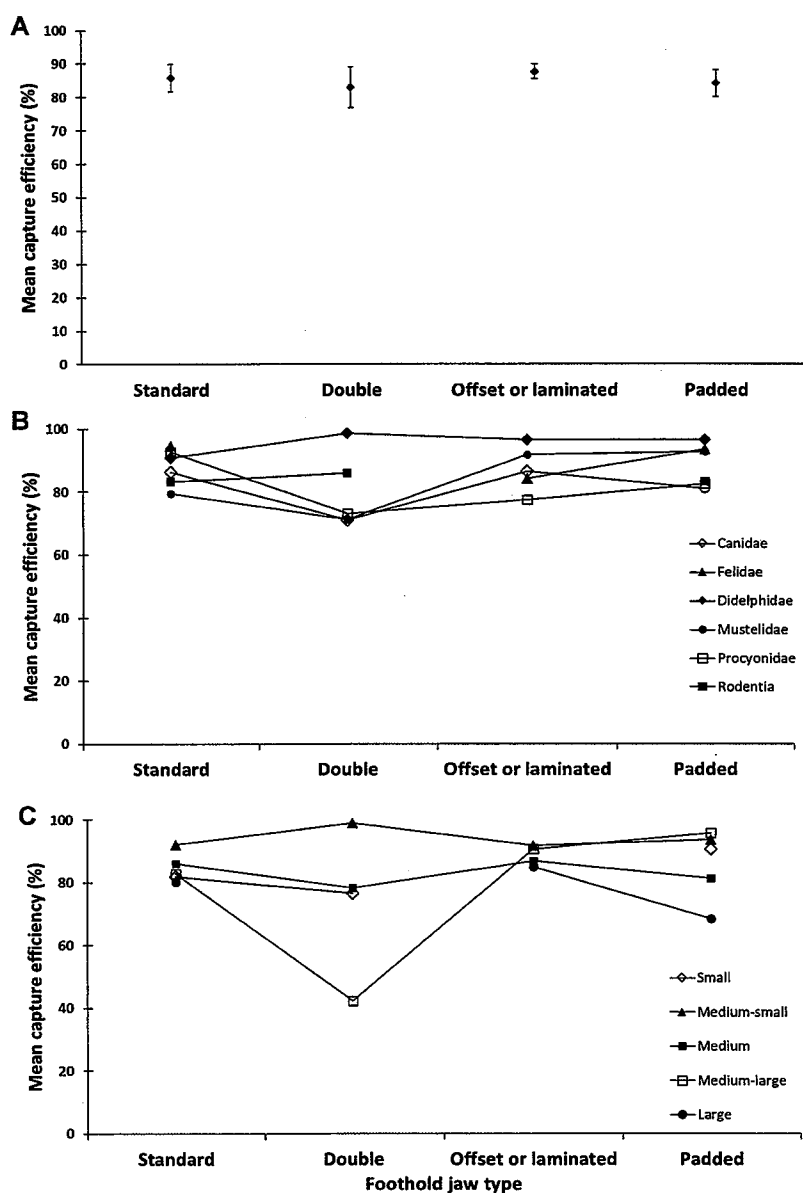 A
Mean capture efficiency (%)
100
90
80
70
60
50
40
30
20
10
0
Standard Double Offset or laminated Padded
B
Mean capture efficiency (%)
100
80
60
40
20
0
Canidae
Felidae
Didelphidae
Mustelidae
Procyonidae
Rodentia
Standard Double Offset or laminated Padded
C
Mean capture efficiency (%)
100
80
60
40
20
0
Small
Medium-small
Medium
Medium-large
Large
Standard Double Offset or laminated Padded
Foothold jaw type